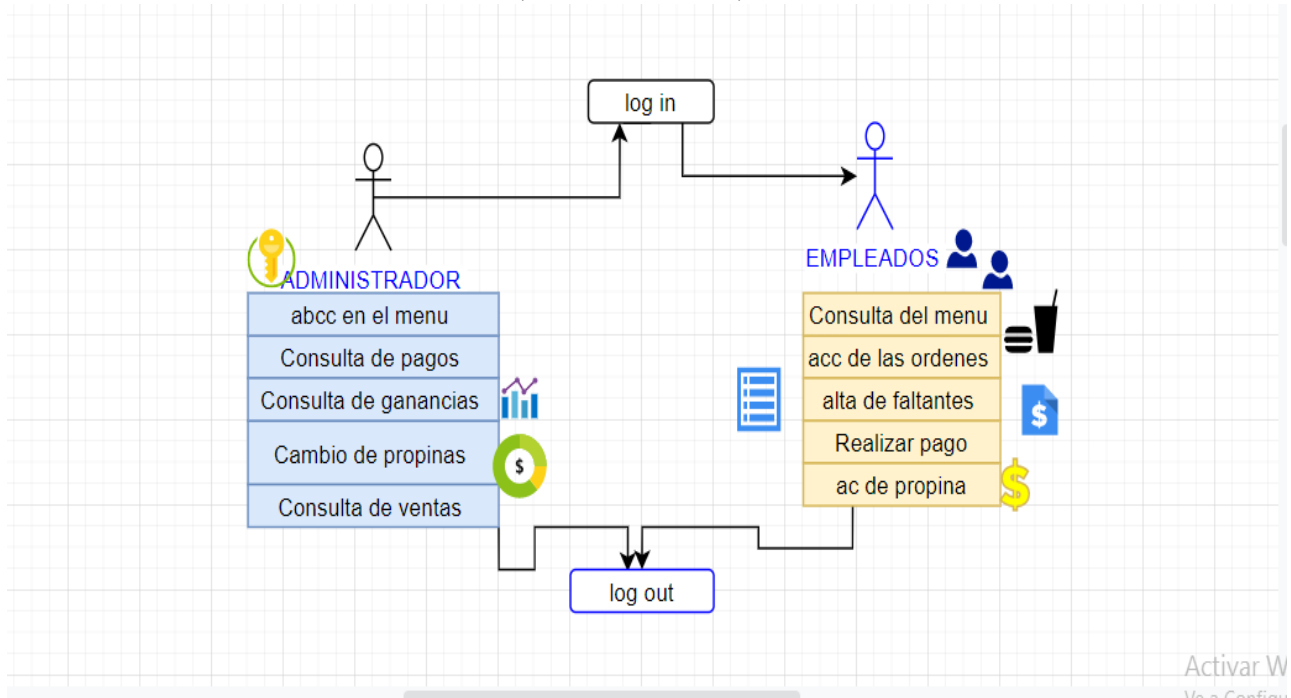 log in
ADMINISTRADOR
abcc en el menu
Consulta de pagos
Consulta de ganancias
$
Cambio de propinas
Consulta de ventas
EMPLEADOS
Consulta del menu
acc de las ordenes
alta de faltantes
$
Realizar pago
ac de propina
$
log out
Activar W